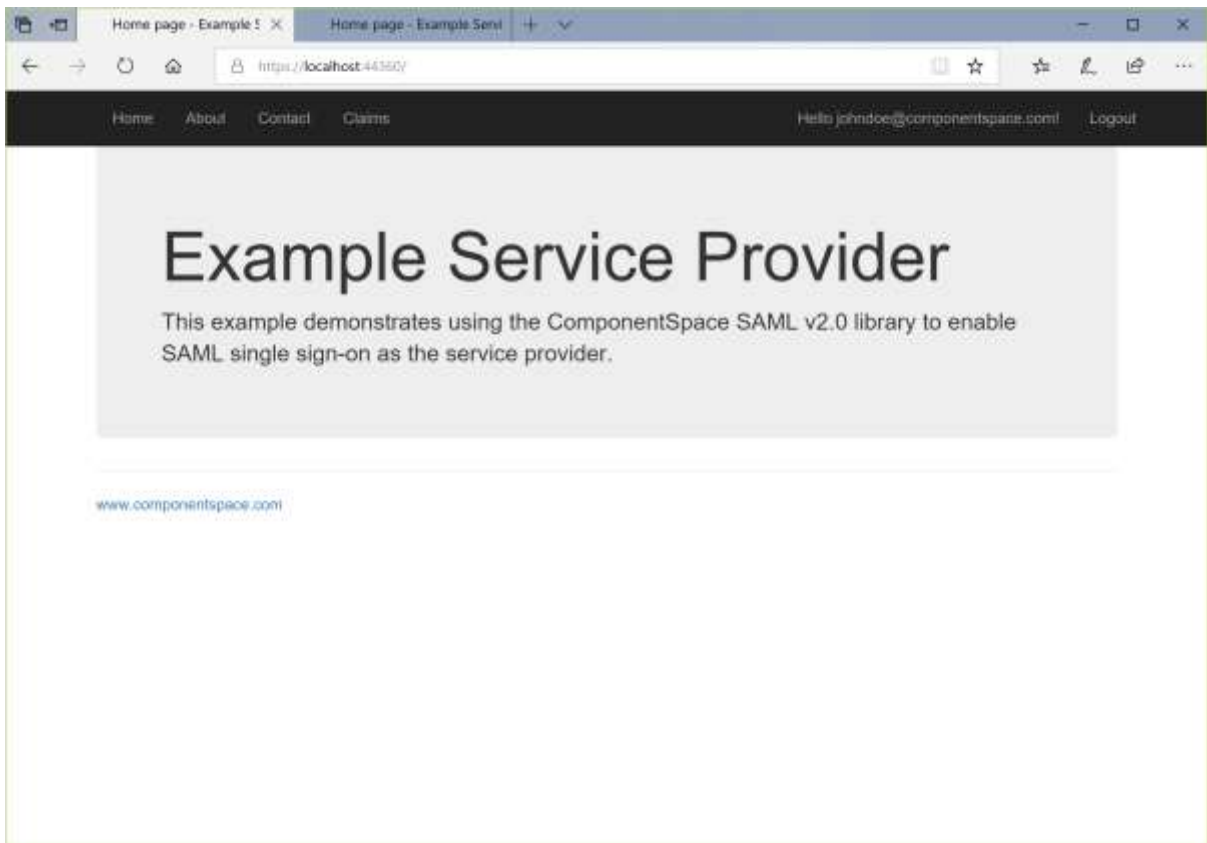 Home page - Example S
Home page - Example Servi
https://localhost:44360/
Home About Contact Claims Hello johndoe@componentspace.com! Logout
Example Service Provider
This example demonstrates using the ComponentSpace SAML v2.0 library to enable
SAML single sign-on as the service provider.
www.componentspace.com